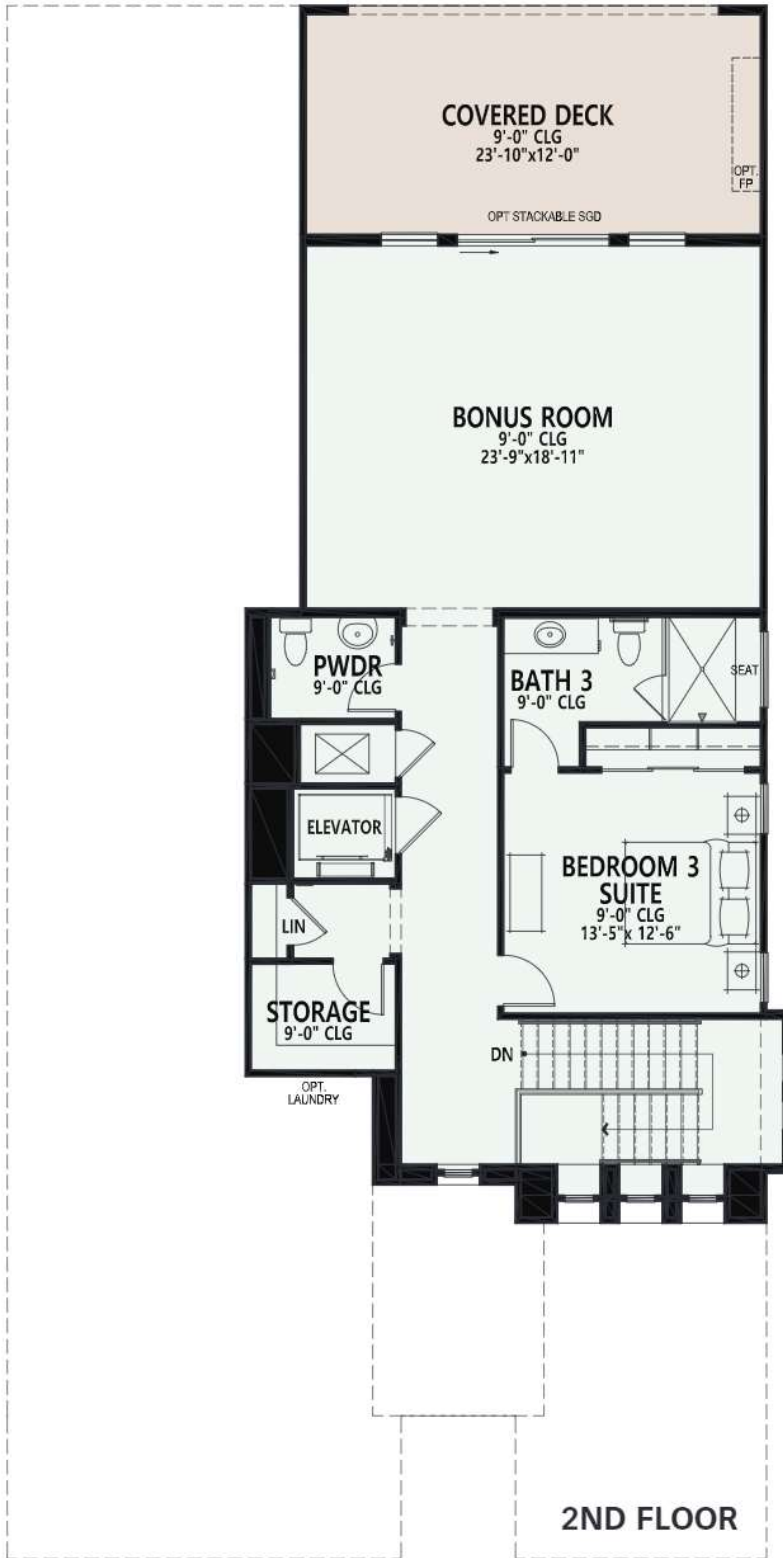 COVERED DECK
9'-0" CLG
23'-10"x12'-0"
OPT.
FP
OPT STACKABLE SGD
BONUS ROOM
9'-0" CLG
23'-9"x18'-11"
PWDR
9'-0" CLG
BATH 3
9'-0" CLG
SEAT
ELEVATOR
BEDROOM 3
SUITE
9'-0" CLG
13'-5"x 12'-6"
LIN
STORAGE
9'-0" CLG
DN
OPT.
LAUNDRY
2ND FLOOR